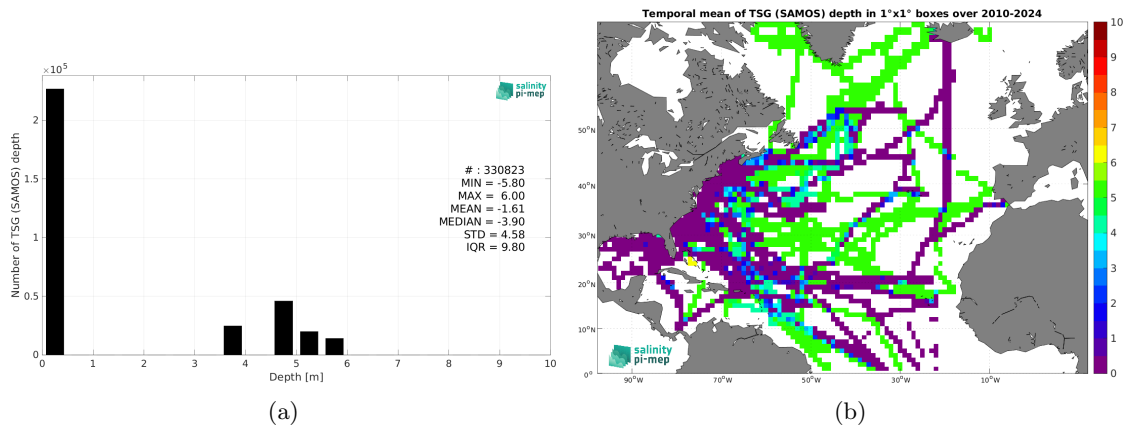 ×10⁵
2
1.5
1
0.5
0
Number of TSG (SAMOS) depth
0 1 2 3 4 5 6 7 8 9 10
Depth [m]
salinity
pi-mep
# : 330823
MIN = -5.80
MAX = 6.00
MEAN = -1.61
MEDIAN = -3.90
STD = 4.58
IQR = 9.80
(a)
Temporal mean of TSG (SAMOS) depth in 1°x1° boxes over 2010-2024
50°N
40°N
30°N
20°N
10°N
0°
90°W 70°W 50°W 30°W 10°W
salinity
pi-mep
10
9
8
7
6
5
4
3
2
1
0
(b)